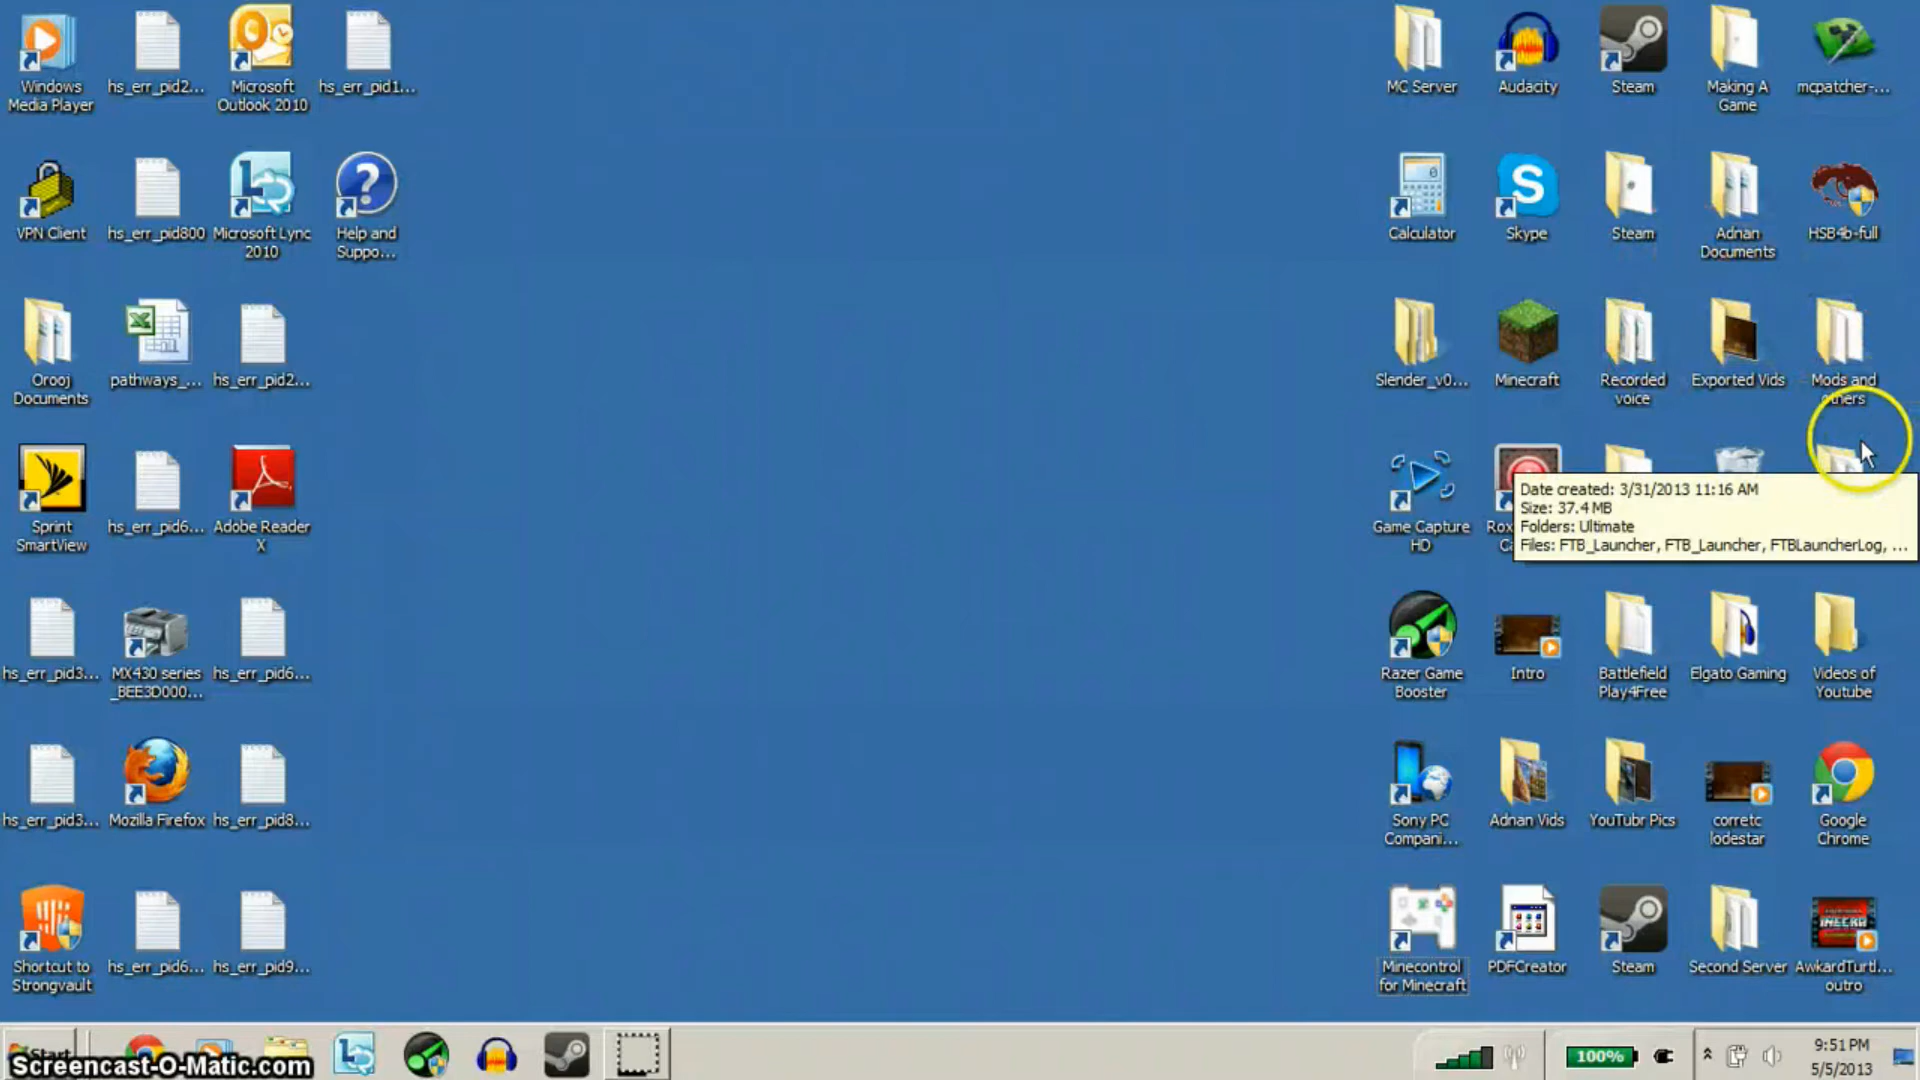 Windows
Media Player
hs_err_pid2...
Microsoft
Outlook 2010
hs_err_pid1...
MC Server
Audacity
Steam
Making A
Game
mcpatcher-...
VPN Client
hs_err_pid800
Microsoft Lync
2010
Help and
Suppo...
Calculator
Skype
Steam
Adnan
Documents
HSB4b-full
Orooj
Documents
pathways_...
hs_err_pid2...
Slender_v0...
Minecraft
Recorded
voice
Exported Vids
Mods and
others
Sprint
SmartView
hs_err_pid6...
Adobe Reader
X
Game Capture
HD
Date created: 3/31/2013 11:16 AM
Size: 37.4 MB
Folders: Ultimate
Files: FTB_Launcher, FTB_Launcher, FTBLauncherLog, ...
hs_err_pid3...
MX430 series
_BEE3D000...
hs_err_pid6...
Razer Game
Booster
Intro
Battlefield
Play4Free
Elgato Gaming
Videos of
Youtube
hs_err_pid3...
Mozilla Firefox
hs_err_pid8...
Sony PC
Compani...
Adnan Vids
YouTubr Pics
corretc
lodestar
Google
Chrome
Shortcut to
Strongvault
hs_err_pid6...
hs_err_pid9...
Minecontrol
for Minecraft
PDFCreator
Steam
Second Server
AwkardTurtl...
outro
Start
Screencast-O-Matic.com
100%
9:51 PM
5/5/2013